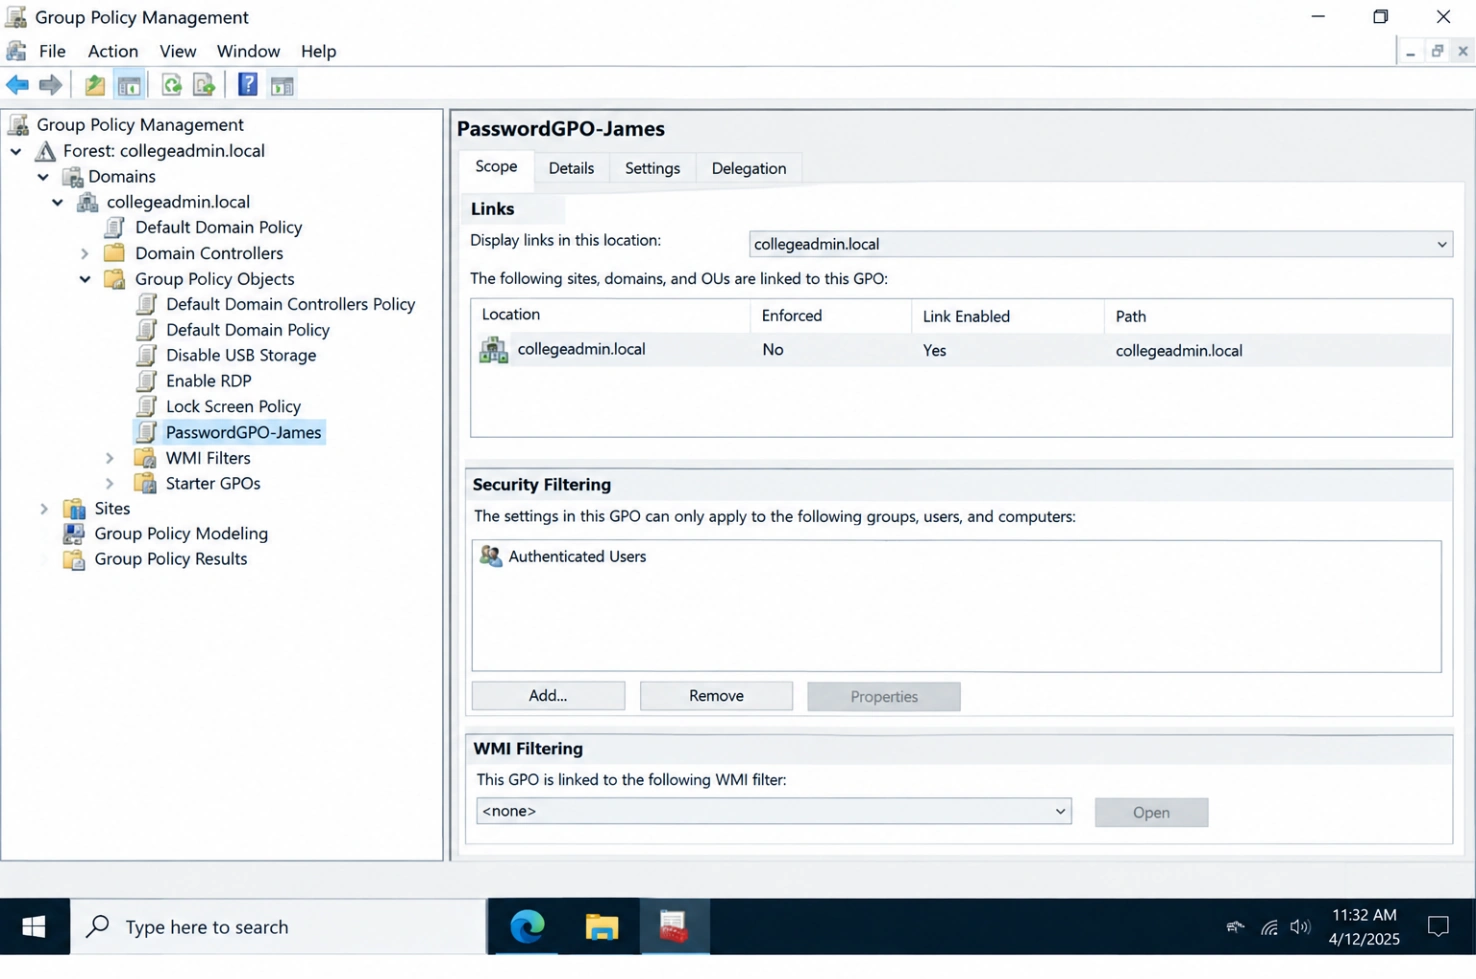 Group Policy Management
File Action View Window Help
Group Policy Management
Forest: collegeadmin.local
Domains
collegeadmin.local
Default Domain Policy
Domain Controllers
Group Policy Objects
Default Domain Controllers Policy
Default Domain Policy
Disable USB Storage
Enable RDP
Lock Screen Policy
PasswordGPO-James
WMI Filters
Starter GPOs
Sites
Group Policy Modeling
Group Policy Results
PasswordGPO-James
Scope Details Settings Delegation
Links
Display links in this location: collegeadmin.local
The following sites, domains, and OUs are linked to this GPO:
Location Enforced Link Enabled Path
collegeadmin.local No Yes collegeadmin.local
Security Filtering
The settings in this GPO can only apply to the following groups, users, and computers:
Authenticated Users
Add... Remove Properties
WMI Filtering
This GPO is linked to the following WMI filter:
<none> Open
Type here to search
11:32 AM
4/12/2025